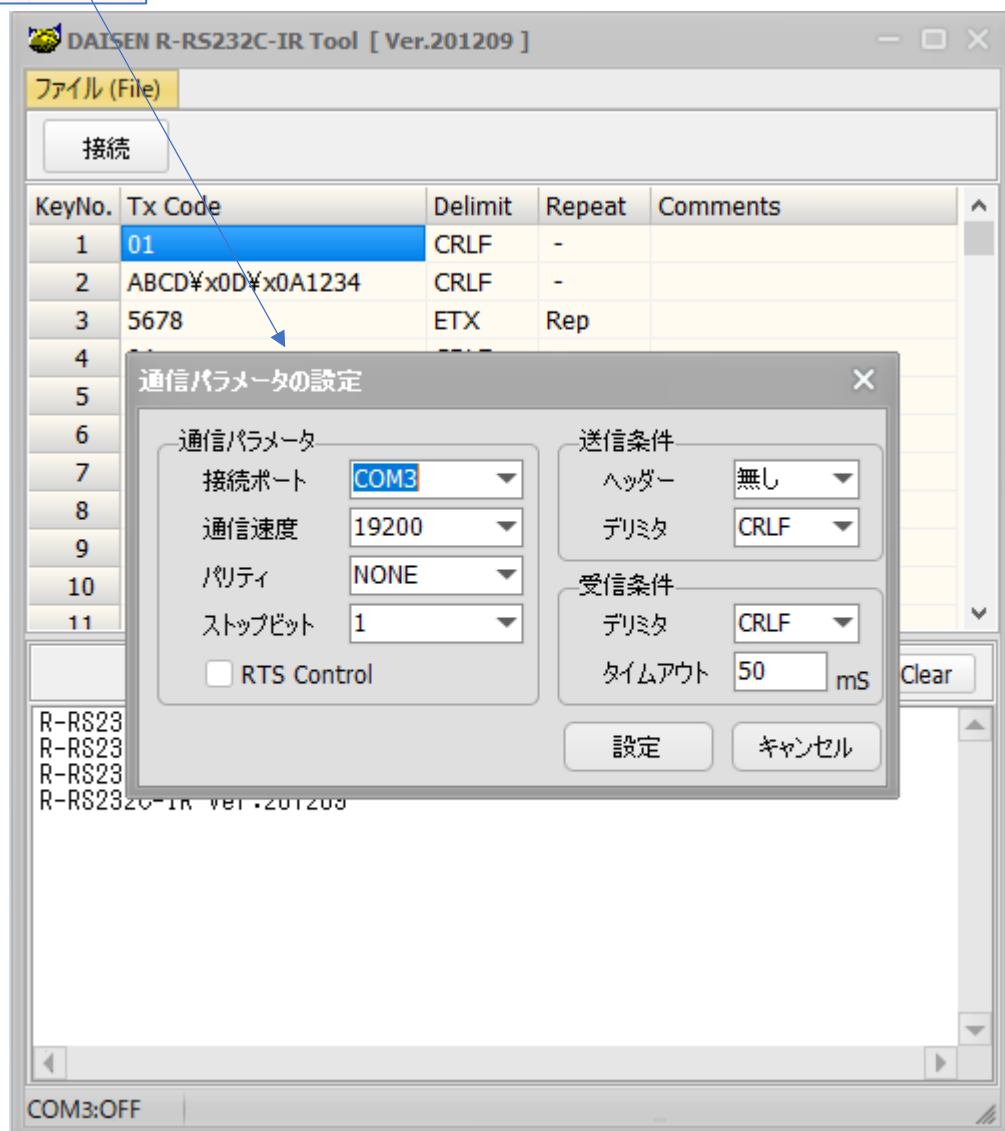 DAISEN R-RS232C-IR Tool [ Ver.201209 ]
ファイル (File)
接続
KeyNo. Tx Code Delimit Repeat Comments
1 01 CRLF -
2 ABCD¥x0D¥x0A1234 CRLF -
3 5678 ETX Rep
4
5
6
7
8
9
10
11
通信パラメータの設定
通信パラメータ
接続ポート COM3
通信速度 19200
パリティ NONE
ストップビット 1
RTS Control
送信条件
ヘッダー 無し
デリミタ CRLF
受信条件
デリミタ CRLF
タイムアウト 50 mS
設定 キャンセル
Clear
R-RS23
R-RS23
R-RS23
R-RS232C-IR Ver.201209
COM3:OFF